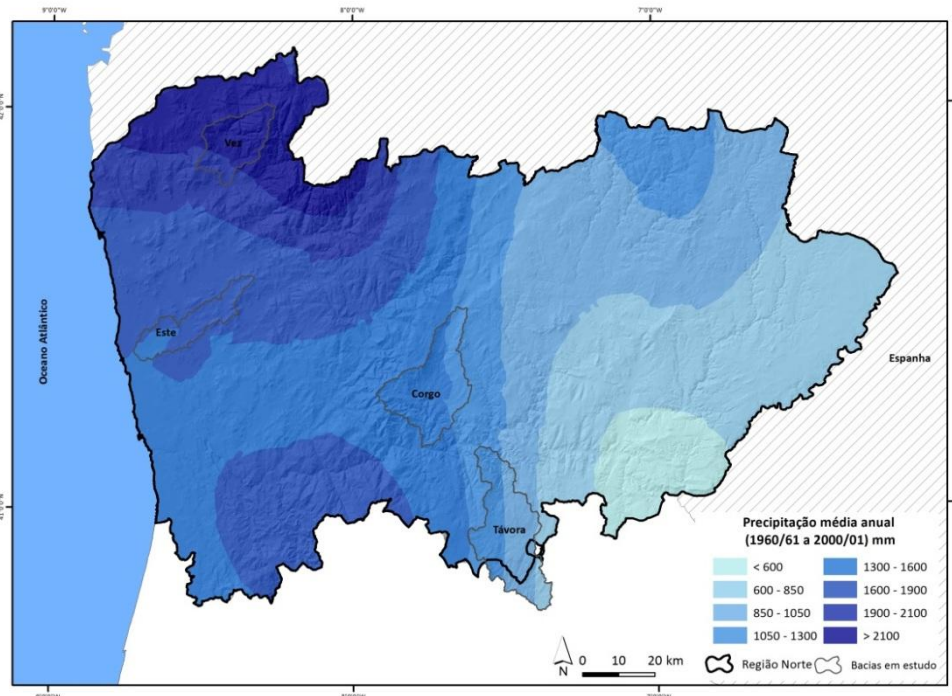 9°0'0"W 8°0'0"W 7°0'0"W
Vez
Este
Oceano Atlântico
Corgo
Espanha
Távora
Precipitação média anual
(1960/61 a 2000/01) mm
< 600
600 - 850
850 - 1050
1050 - 1300
1300 - 1600
1600 - 1900
1900 - 2100
> 2100
Região Norte
Bacias em estudo
N
0 10 20 km